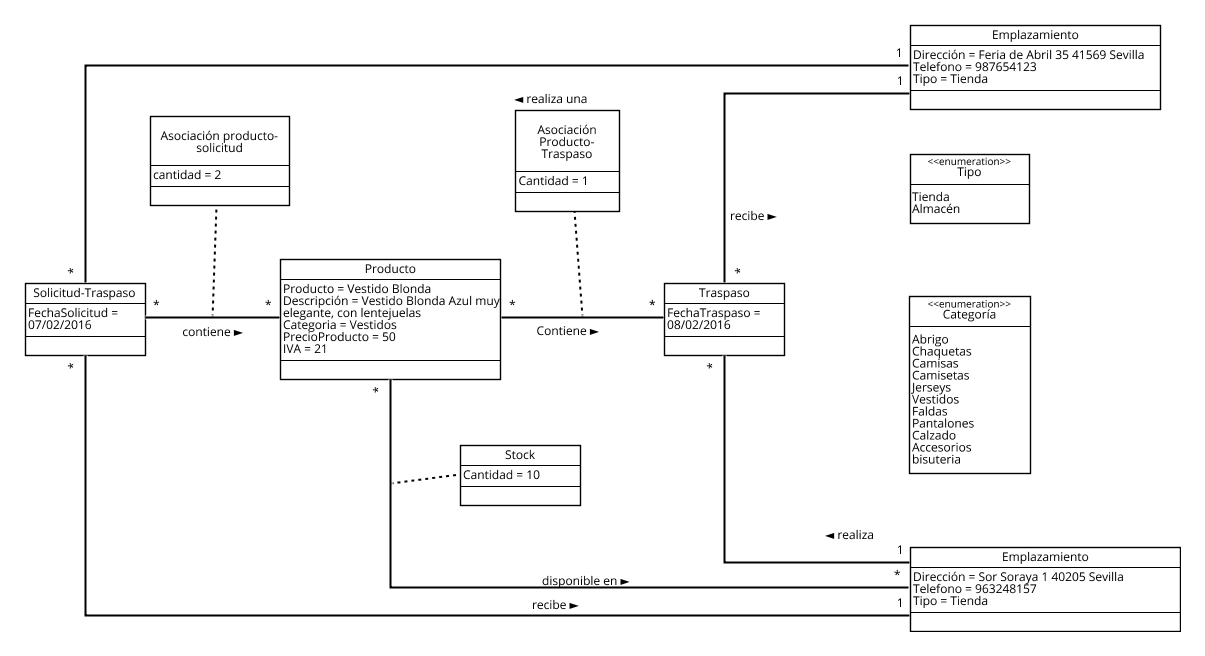 Emplazamiento
Dirección = Feria de Abril 35 41569 Sevilla
Telefono = 987654123
Tipo = Tienda
1
1
◄ realiza una
Asociación producto-
solicitud
cantidad = 2
Asociación
Producto-
Traspaso
Cantidad = 1
<<enumeration>>
Tipo
Tienda
Almacén
recibe ►
*
*
Solicitud-Traspaso
FechaSolicitud =
07/02/2016
*
contiene ►
*
Producto
Producto = Vestido Blonda
Descripción = Vestido Blonda Azul muy
elegante, con lentejuelas
Categoria = Vestidos
PrecioProducto = 50
IVA = 21
*
Contiene ►
*
Traspaso
FechaTraspaso =
08/02/2016
<<enumeration>>
Categoría
Abrigo
Chaquetas
Camisas
Camisetas
Jerseys
Vestidos
Faldas
Pantalones
Calzado
Accesorios
bisuteria
*
*
*
Stock
Cantidad = 10
◄ realiza
1
*
1
disponible en ►
recibe ►
Emplazamiento
Dirección = Sor Soraya 1 40205 Sevilla
Telefono = 963248157
Tipo = Tienda